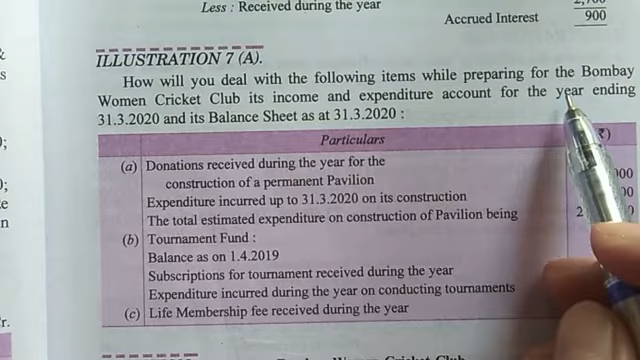 Less : Received during the year
Accrued Interest 900
ILLUSTRATION 7 (A).
How will you deal with the following items while preparing for the Bombay
Women Cricket Club its income and expenditure account for the year ending
31.3.2020 and its Balance Sheet as at 31.3.2020 :
Particulars
(a) Donations received during the year for the
construction of a permanent Pavilion
Expenditure incurred up to 31.3.2020 on its construction
The total estimated expenditure on construction of Pavilion being
(b) Tournament Fund :
Balance as on 1.4.2019
Subscriptions for tournament received during the year
Expenditure incurred during the year on conducting tournaments
(c) Life Membership fee received during the year